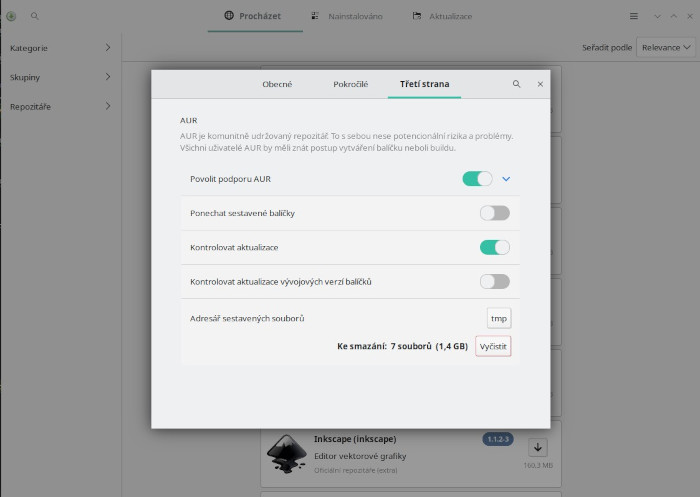 Procházet
Nainstalováno
Aktualizace
Kategorie
Skupiny
Repozitáře
Seřadit podle
Relevance
Obecné
Pokročilé
Třetí strana
AUR
AUR je komunitně udržovaný repozitář. To s sebou nese potencionální rizika a problémy.
Všichni uživatelé AUR by měli znát postup vytváření balíčku neboli buildu.
Povolit podporu AUR
Ponechat sestavené balíčky
Kontrolovat aktualizace
Kontrolovat aktualizace vývojových verzí balíčků
Adresář sestavených souborů
tmp
Ke smazání: 7 souborů (1,4 GB)
Vyčistit
Inkscape (inkscape)
1.1.2-3
Editor vektorové grafiky
Oficiální repozitáře (extra)
160,3 MB